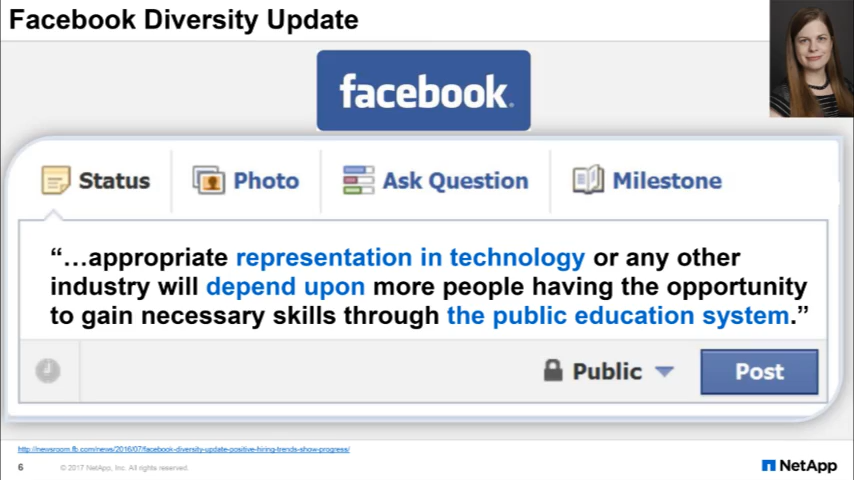 Facebook Diversity Update
facebook.
Status Photo Ask Question Milestone
“…appropriate representation in technology or any other
industry will depend upon more people having the opportunity
to gain necessary skills through the public education system.”
Public Post
http://newsroom.fb.com/news/2016/07/facebook-diversity-update-positive-hiring-trends-show-progress/
6 © 2017 NetApp, Inc. All rights reserved. NetApp